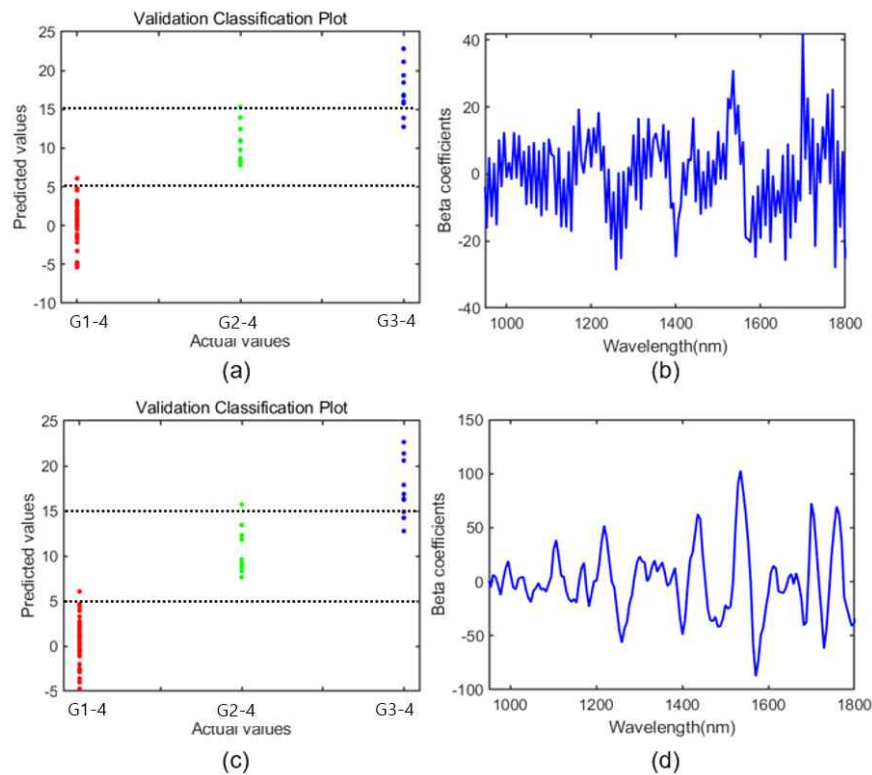 Validation Classification Plot
25
20
15
10
5
0
-5
-10
Predicted values
G1-4
G2-4
G3-4
Actual values
(a)
40
20
0
-20
-40
Beta coefficients
1000
1200
1400
1600
1800
Wavelength(nm)
(b)
Validation Classification Plot
25
20
15
10
5
0
-5
Predicted values
G1-4
G2-4
G3-4
Actual values
(c)
150
100
50
0
-50
-100
Beta coefficients
1000
1200
1400
1600
1800
Wavelength(nm)
(d)